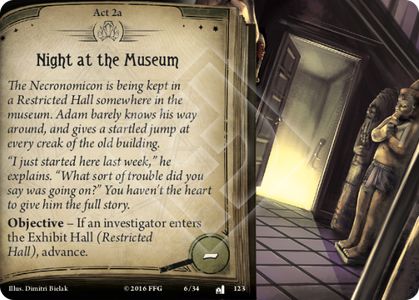 Act 2a
Night at the Museum
The Necronomicon is being kept in
a Restricted Hall somewhere in the
museum. Adam barely knows his way
around, and gives a startled jump at
every creak of the old building.
“I just started here last week,” he
explains. “What sort of trouble did you
say was going on?” You haven’t the heart
to give him the full story.
Objective – If an investigator enters
the Exhibit Hall (Restricted
Hall), advance.
–
Illus. Dimitri Bielak © 2016 FFG 6/34 123